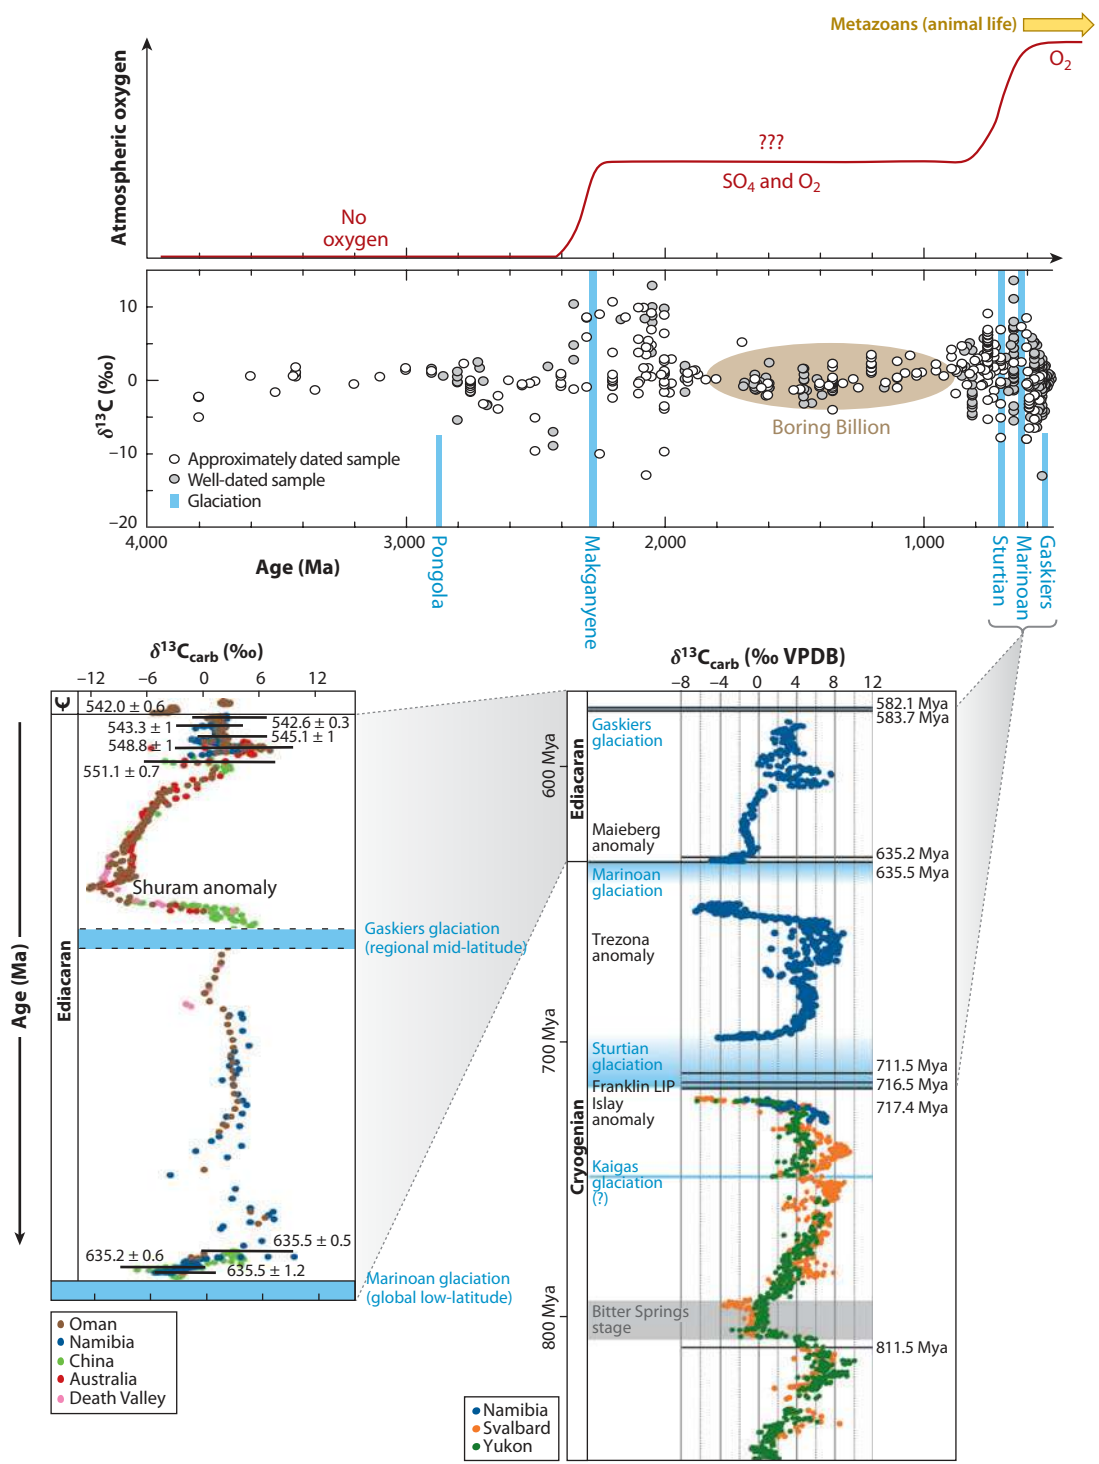 Metazoans (animal life)
Atmospheric oxygen
O2
???
SO4 and O2
No
oxygen
δ13C (‰)
10
0
−10
−20
Boring Billion
Approximately dated sample
Well-dated sample
Glaciation
4,000
3,000
2,000
1,000
Age (Ma)
Pongola
Makganyene
Sturtian
Marinoan
Gaskiers
δ13Ccarb (‰)
−12
−6
0
6
12
Є
542.0 ± 0.6
542.6 ± 0.3
543.3 ± 1
545.1 ± 1
548.8 ± 1
551.1 ± 0.7
Shuram anomaly
Gaskiers glaciation
(regional mid-latitude)
Age (Ma)
Ediacaran
635.5 ± 0.5
635.2 ± 0.6
635.5 ± 1.2
Marinoan glaciation
(global low-latitude)
Oman
Namibia
China
Australia
Death Valley
δ13Ccarb (‰ VPDB)
−8
−4
0
4
8
12
582.1 Mya
583.7 Mya
Gaskiers
glaciation
600 Mya
Ediacaran
Maieberg
anomaly
635.2 Mya
635.5 Mya
Marinoan
glaciation
Trezona
anomaly
700 Mya
Sturtian
glaciation
711.5 Mya
Franklin LIP
716.5 Mya
Islay
anomaly
717.4 Mya
Cryogenian
Kaigas
glaciation
(?)
Bitter Springs
stage
800 Mya
811.5 Mya
Namibia
Svalbard
Yukon